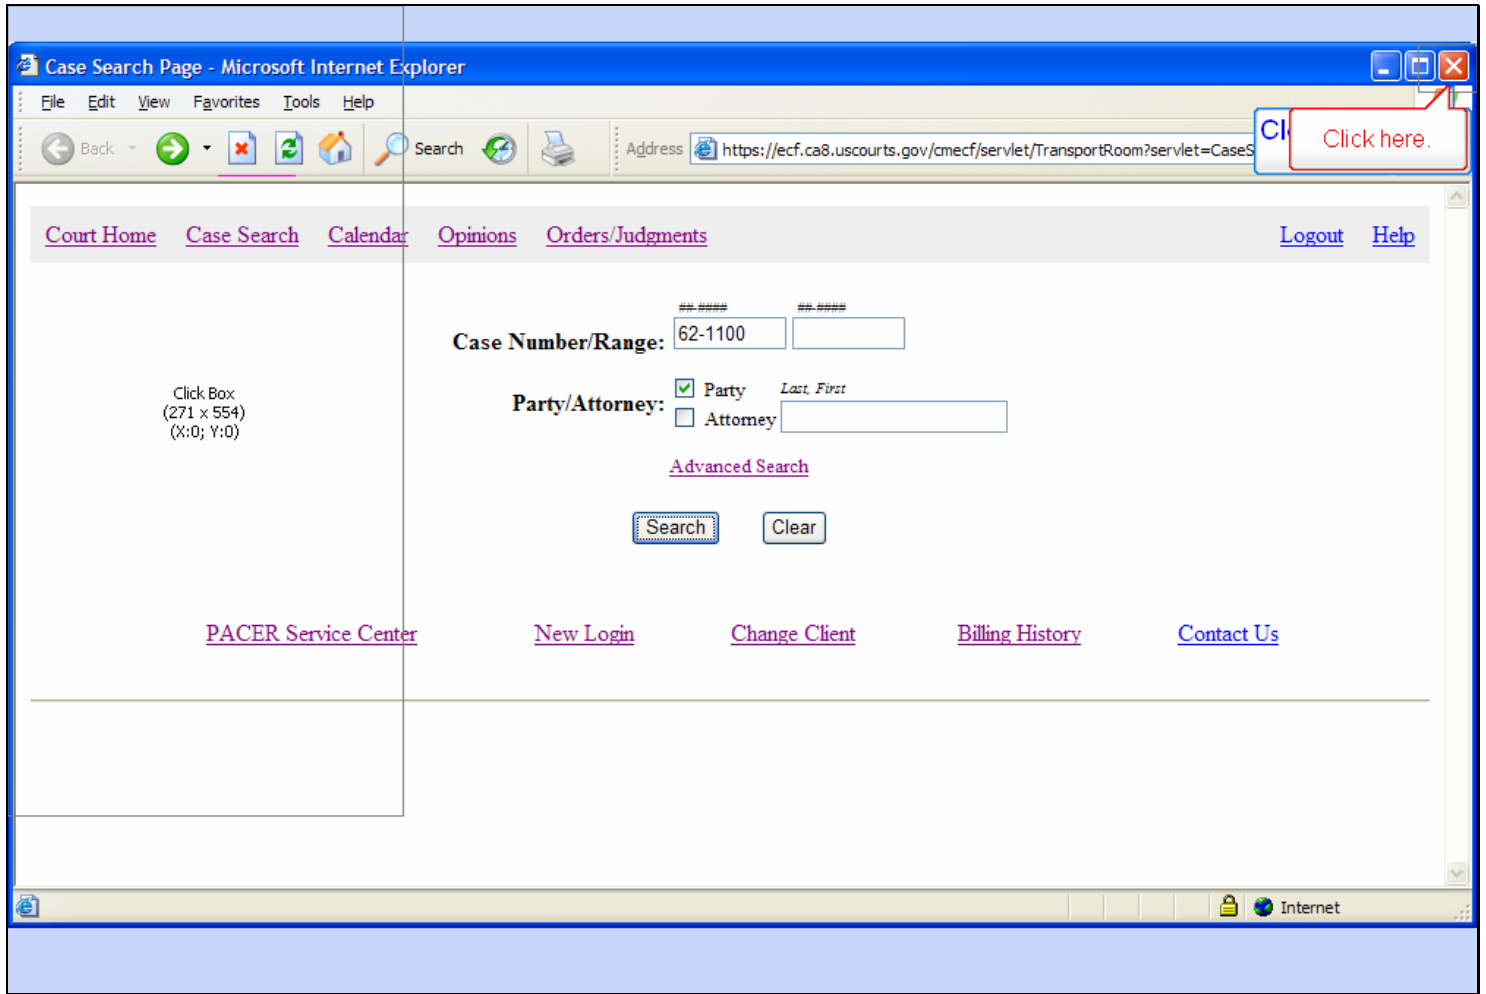 Case Search Page - Microsoft Internet Explorer
File Edit View Favorites Tools Help
Back Search Address https://ecf.ca8.uscourts.gov/cmecf/servlet/TransportRoom?servlet=CaseS
Click here.
Court Home Case Search Calendar Opinions Orders/Judgments Logout Help
##-#### ##-####
Case Number/Range: 62-1100
Party/Attorney: Party Last, First
Attorney
Click Box
(271 x 554)
(X:0; Y:0)
Advanced Search
Search Clear
PACER Service Center New Login Change Client Billing History Contact Us
Internet